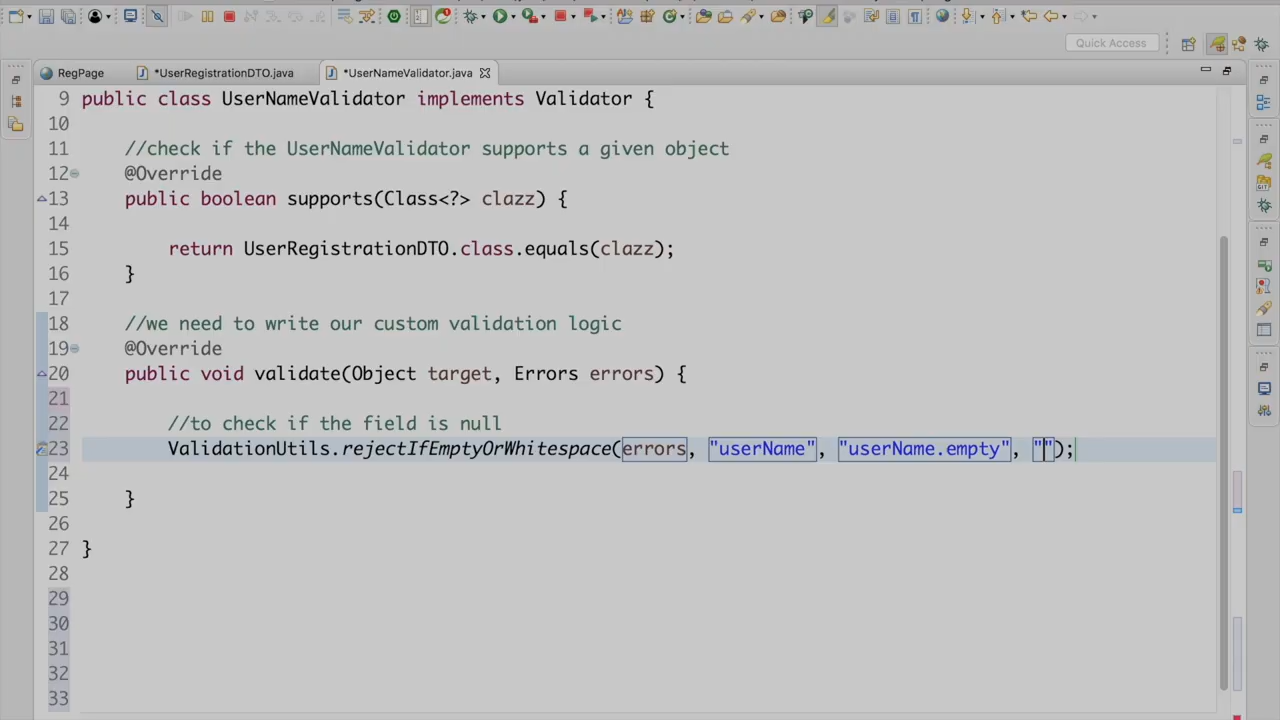 Quick Access
RegPage
*UserRegistrationDTO.java
*UserNameValidator.java
9 public class UserNameValidator implements Validator {
10
11 //check if the UserNameValidator supports a given object
12 @Override
13 public boolean supports(Class<?> clazz) {
14
15 return UserRegistrationDTO.class.equals(clazz);
16 }
17
18 //we need to write our custom validation logic
19 @Override
20 public void validate(Object target, Errors errors) {
21
22 //to check if the field is null
23 ValidationUtils.rejectIfEmptyOrWhitespace(errors, "userName", "userName.empty", "");
24
25 }
26
27 }
28
29
30
31
32
33